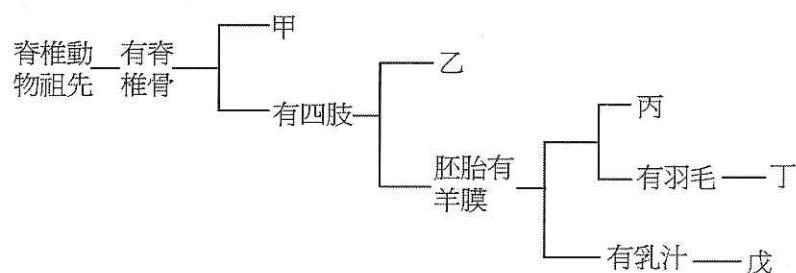 甲
脊椎動
物祖先
有脊
椎骨
有四肢
乙
胚胎有
羊膜
丙
有羽毛
丁
有乳汁
戊